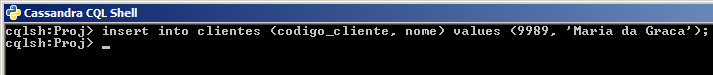 Cassandra CQL Shell
cqlsh:Proj> insert into clientes (codigo_cliente, nome) values (9989, 'Maria da Graca');
cqlsh:Proj> _